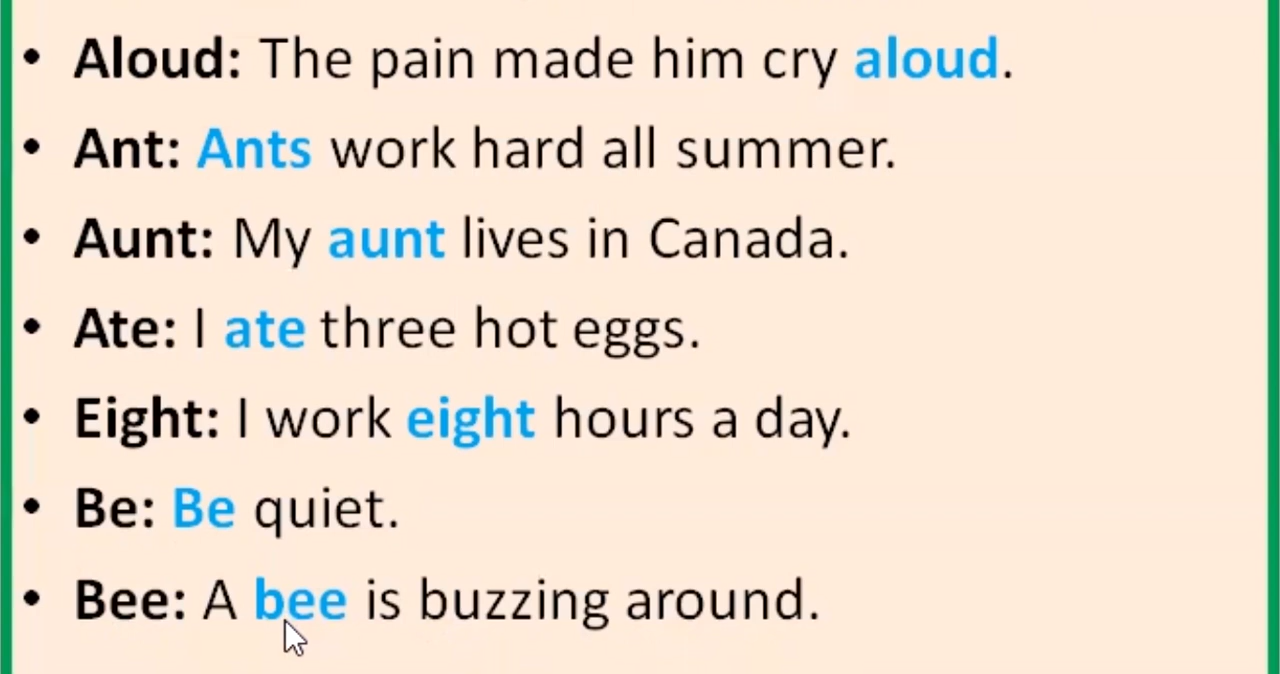 • Aloud: The pain made him cry aloud.
• Ant: Ants work hard all summer.
• Aunt: My aunt lives in Canada.
• Ate: I ate three hot eggs.
• Eight: I work eight hours a day.
• Be: Be quiet.
• Bee: A bee is buzzing around.